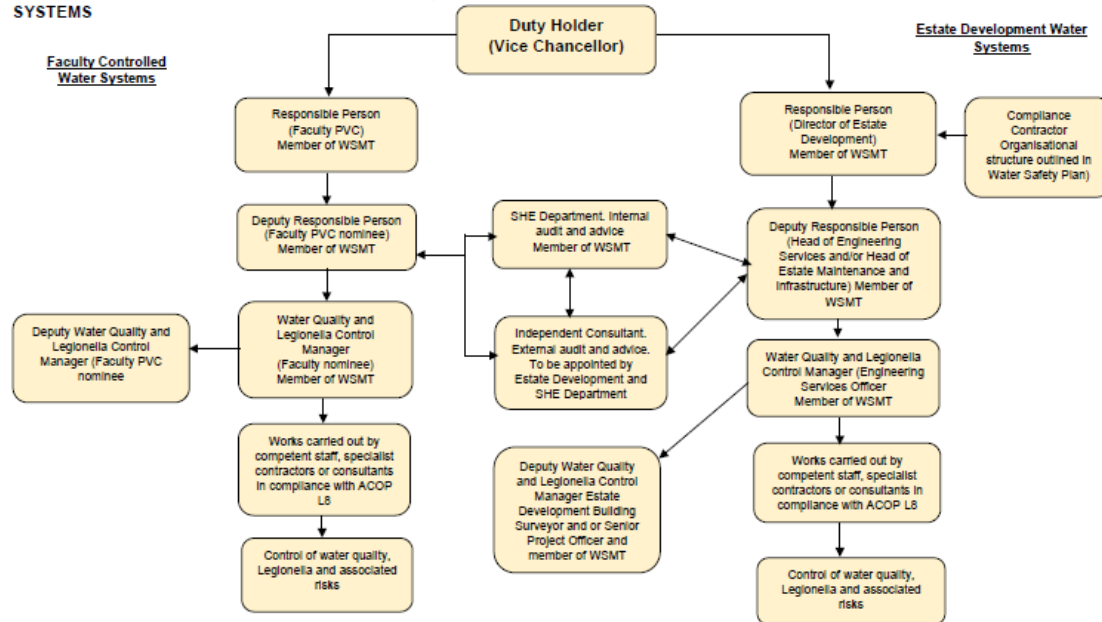 SYSTEMS
Duty Holder
(Vice Chancellor)
Faculty Controlled
Water Systems
Estate Development Water
Systems
Responsible Person
(Faculty PVC)
Member of WSMT
Responsible Person
(Director of Estate
Development)
Member of WSMT
Compliance
Contractor
Organisational
structure outlined in
Water Safety Plan)
Deputy Responsible Person
(Faculty PVC nominee)
Member of WSMT
SHE Department. Internal
audit and advice
Member of WSMT
Deputy Responsible Person
(Head of Engineering
Services and/or Head of
Estate Maintenance and
Infrastructure) Member of
WSMT
Deputy Water Quality and
Legionella Control
Manager (Faculty PVC
nominee
Water Quality and
Legionella Control
Manager
(Faculty nominee)
Member of WSMT
Independent Consultant.
External audit and advice.
To be appointed by
Estate Development and
SHE Department
Water Quality and Legionella
Control Manager (Engineering
Services Officer
Member of WSMT
Works carried out by
competent staff, specialist
contractors or consultants
in compliance with ACOP
L8
Deputy Water Quality
and Legionella Control
Manager Estate
Development Building
Surveyor and or Senior
Project Officer and
member of WSMT
Works carried out by
competent staff, specialist
contractors or consultants in
compliance with ACOP L8
Control of water quality,
Legionella and associated
risks
Control of water quality,
Legionella and associated
risks